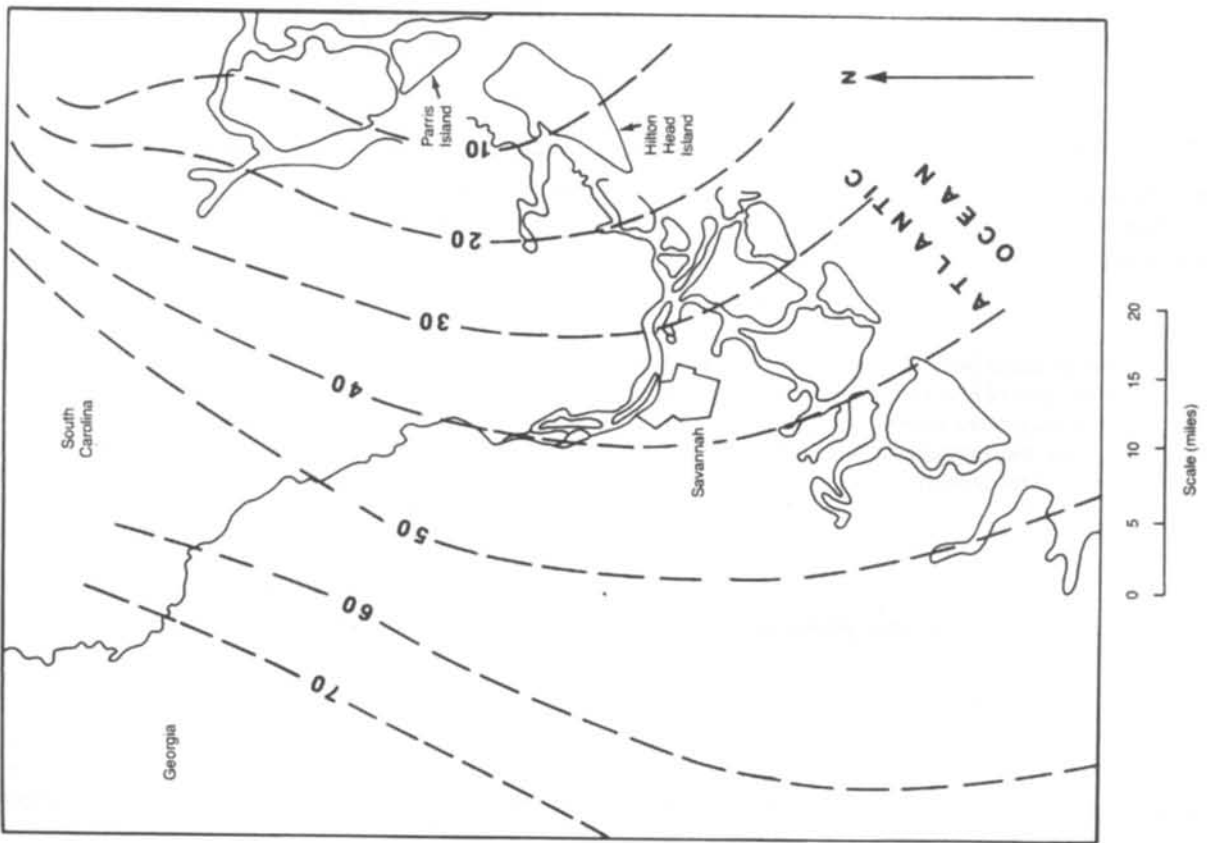 South
Carolina
Georgia
Parris
Island
Hilton
Head
Island
Savannah
ATLANTIC
OCEAN
N
10
20
30
40
50
60
70
0 5 10 15 20
Scale (miles)